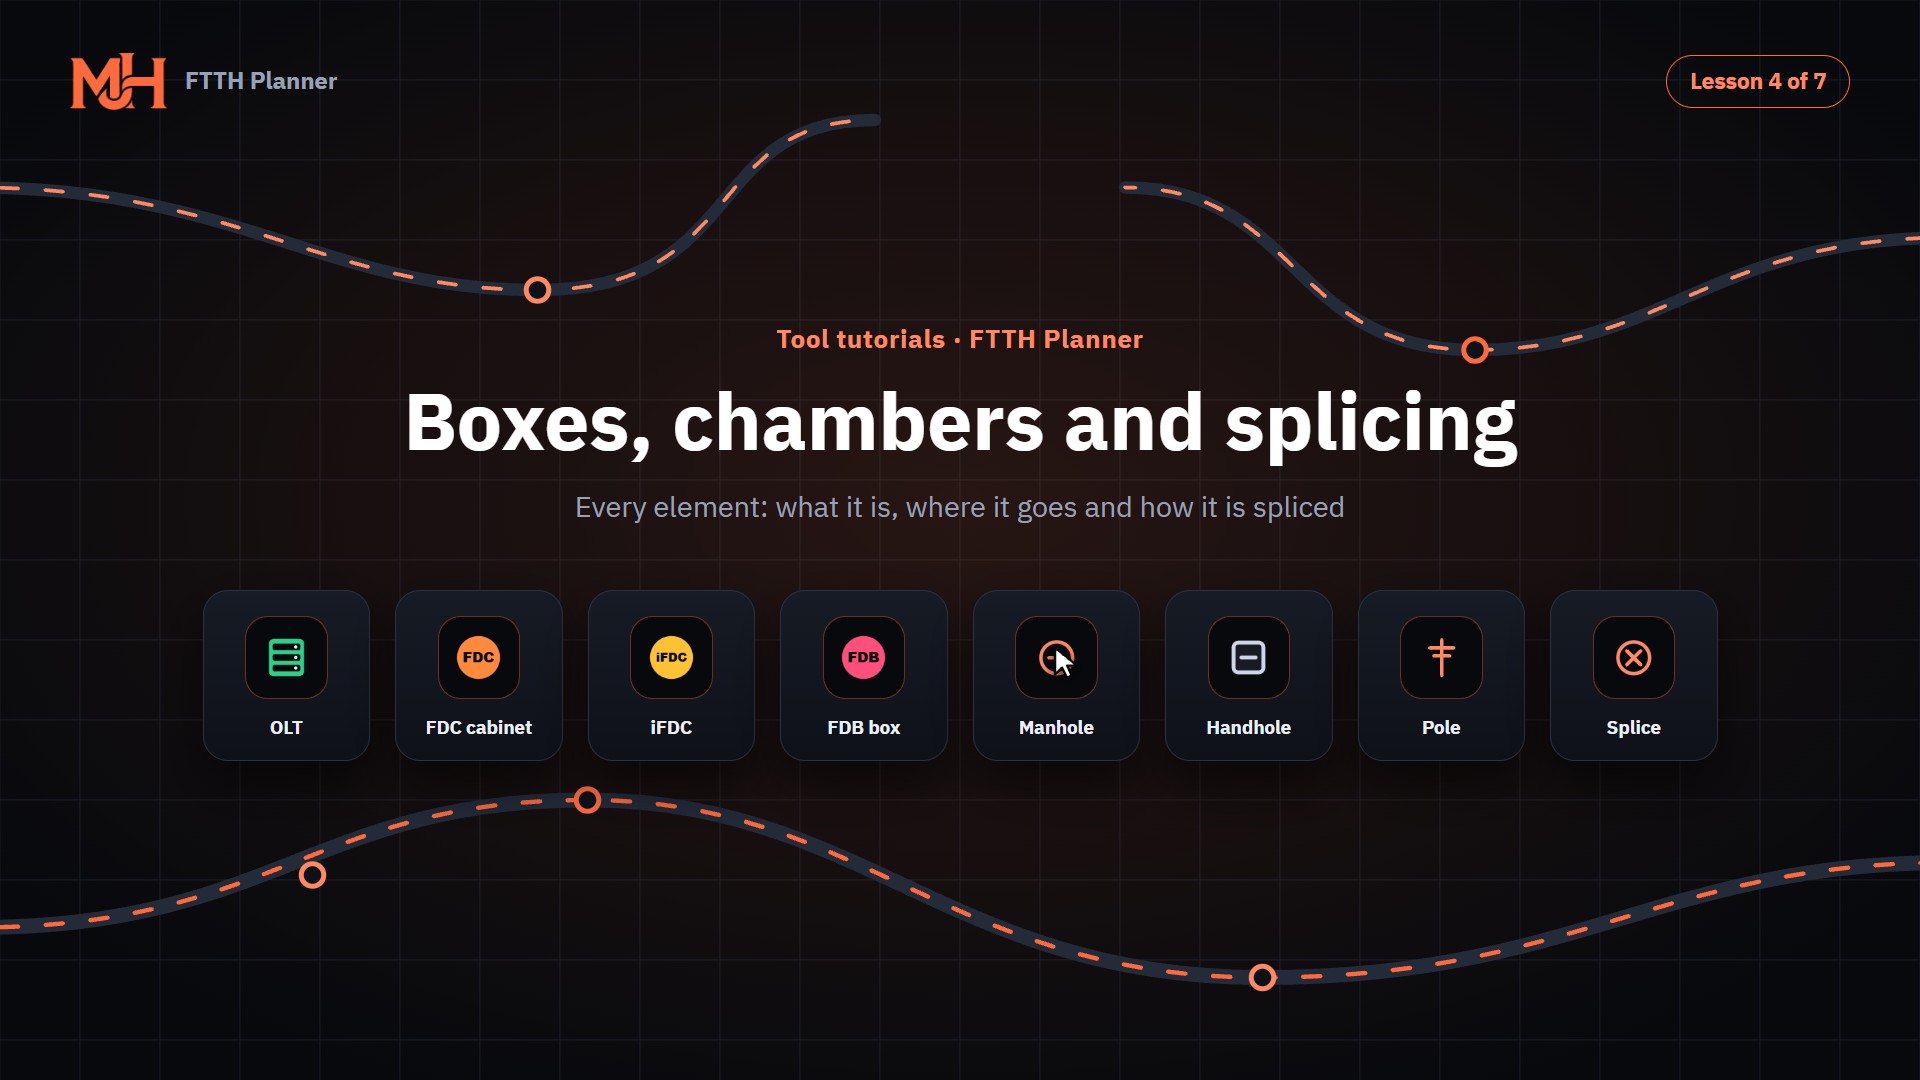 MJH
FTTH Planner
Lesson 4 of 7
Tool tutorials · FTTH Planner
Boxes, chambers and splicing
Every element: what it is, where it goes and how it is spliced
FDC
iFDC
FDB
OLT
FDC cabinet
iFDC
FDB box
Manhole
Handhole
Pole
Splice